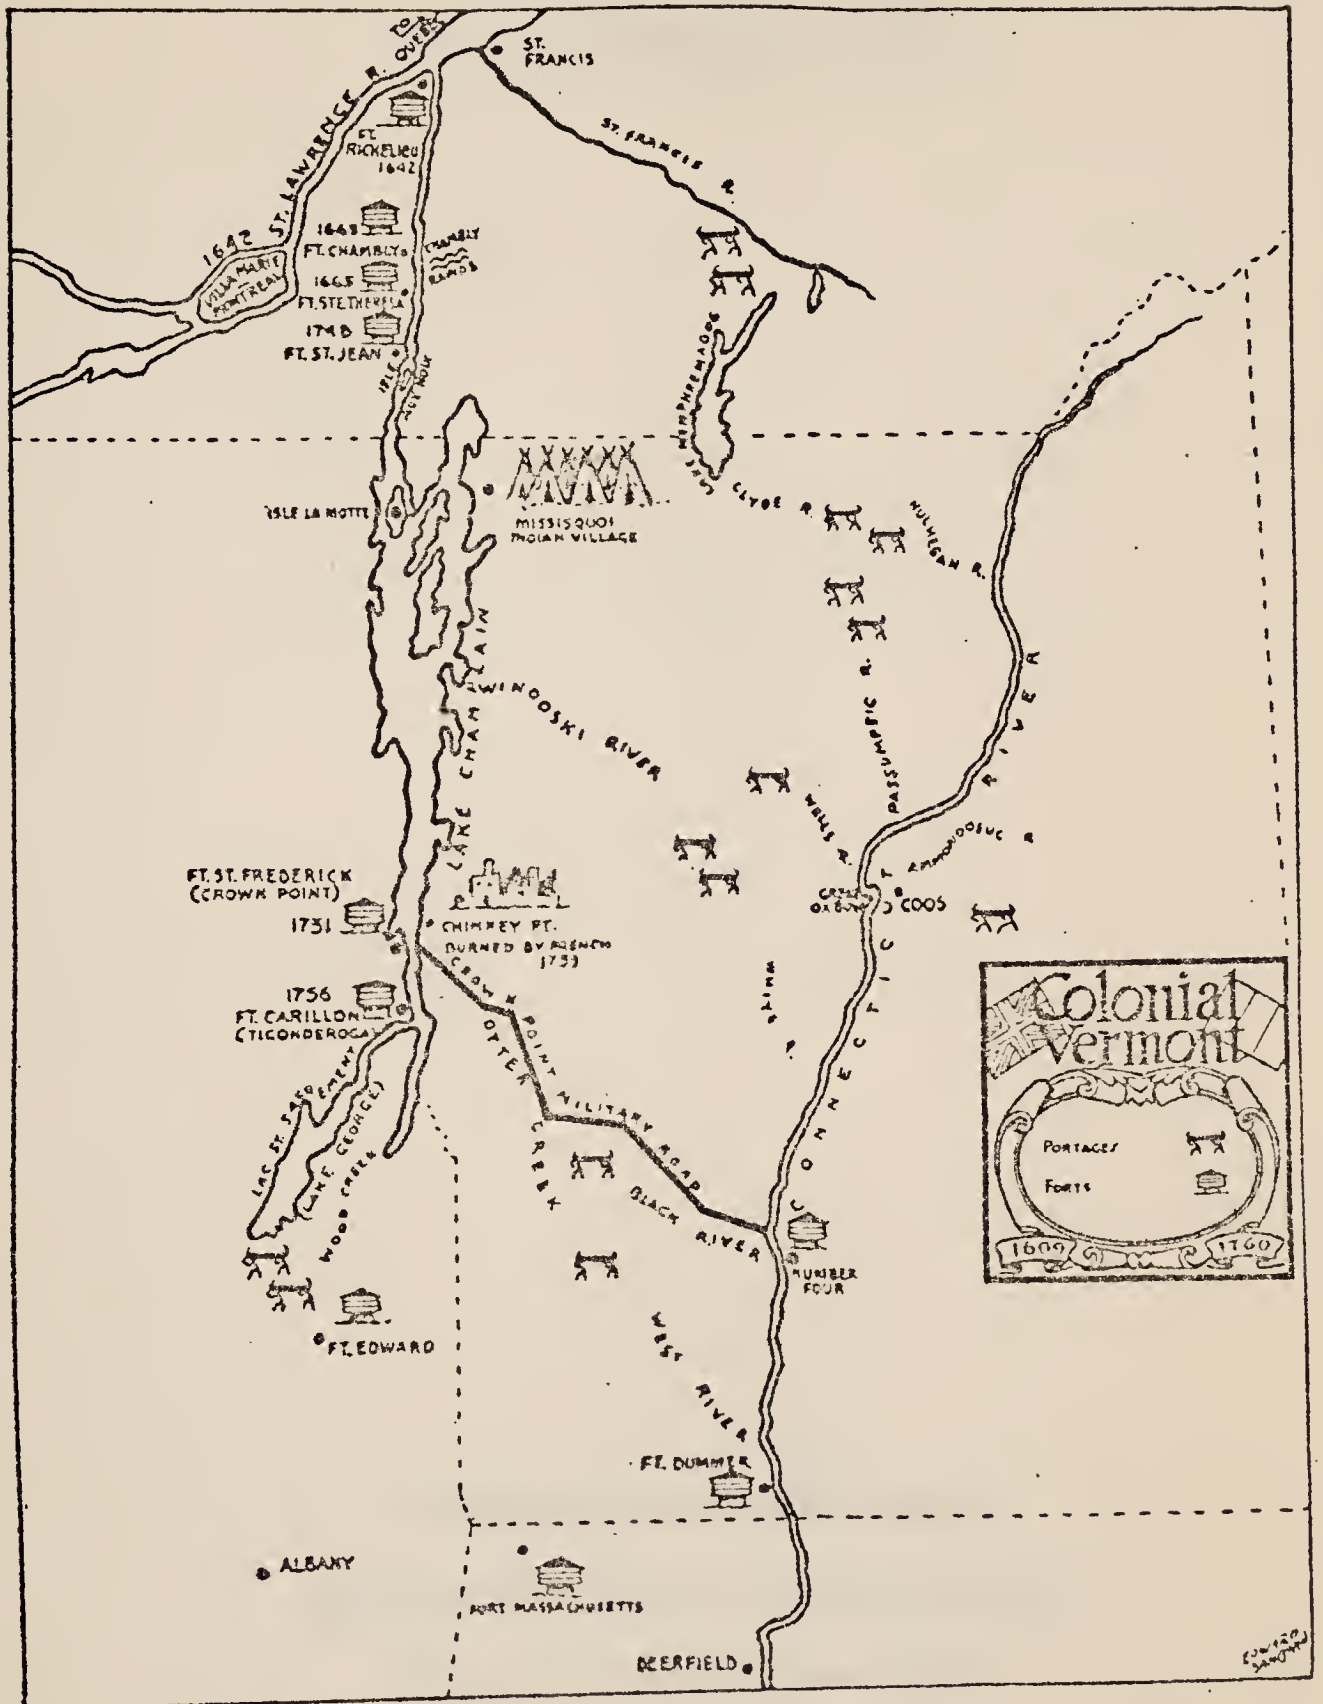 TO QUEBEC
ST. LAWRENCE R.
ST.
FRANCIS
ST. FRANCIS R.
FT.
RICKELIEU
1642
1642
VILLA MARIE
MONTREAL
1665
FT. CHAMBLY
CHAMBLY
RAPIDS
1665
FT. STE THERESA
1748
FT. ST. JEAN
ISLE
AUX NOIX
LAKE MEMPHREMAGOG
ISLE LA MOTTE
MISSISQUOI
INDIAN VILLAGE
CLYDE R.
NULHEGAN R.
LAKE CHAMPLAIN
WINOOSKI RIVER
PASSUMPSIC R.
WELLS R.
AMMONOOSUC R
CONNECTICUT RIVER
COOS
FT. ST. FREDERICK
(CROWN POINT)
1731
CHIMNEY PT.
BURNED BY FRENCH
1759
1756
FT. CARILLON
(TICONDEROGA)
CROWN POINT MILITARY ROAD
OTTER CREEK
WHITE R
LAC ST. SACREMENT
(LAKE GEORGE)
WOOD CREEK
BLACK RIVER
NUMBER
FOUR
FT. EDWARD
WEST RIVER
FT. DUMMER
ALBANY
FORT MASSACHUSETTS
DEERFIELD
Colonial
Vermont
PORTAGES
FORTS
1609 1760
EDWARD